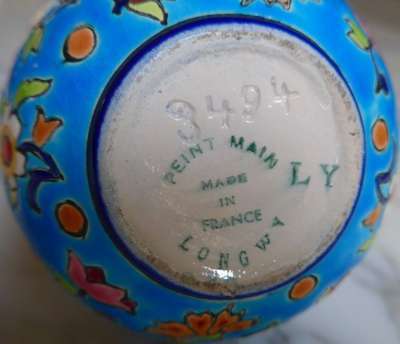 3494
PEINT MAIN
LY
MADE
IN
FRANCE
LONGWY